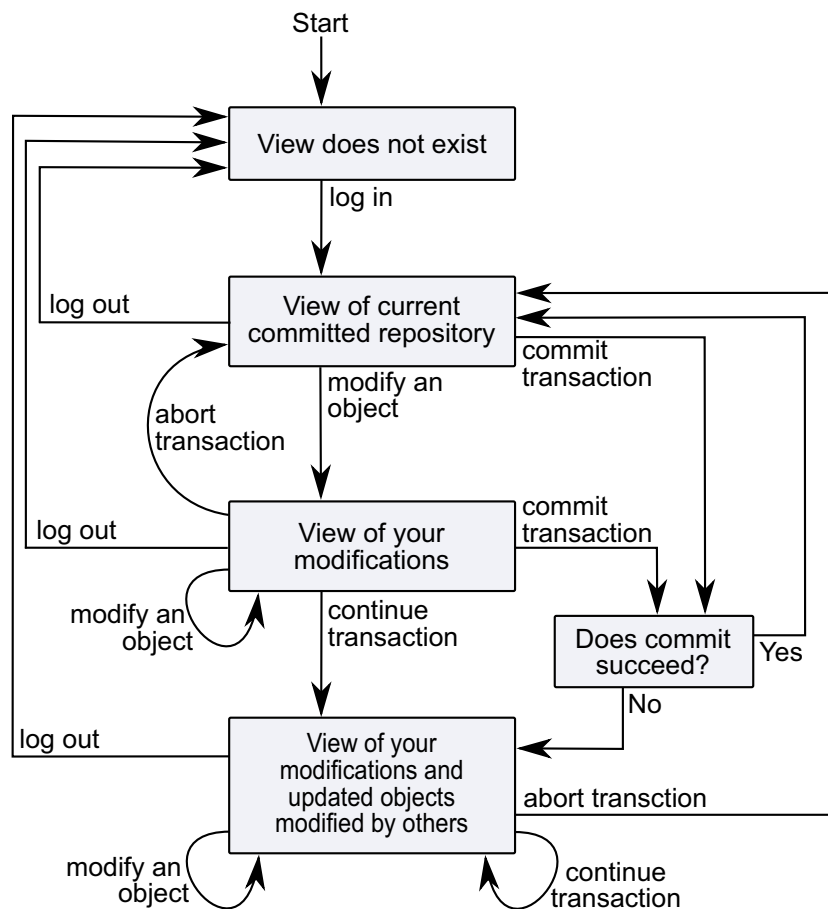 Start
View does not exist
log in
log out
View of current
committed repository
commit
transaction
modify an
object
abort
transaction
log out
View of your
modifications
commit
transaction
modify an
object
continue
transaction
Does commit
succeed?
Yes
No
log out
View of your
modifications and
updated objects
modified by others
abort transction
modify an
object
continue
transaction